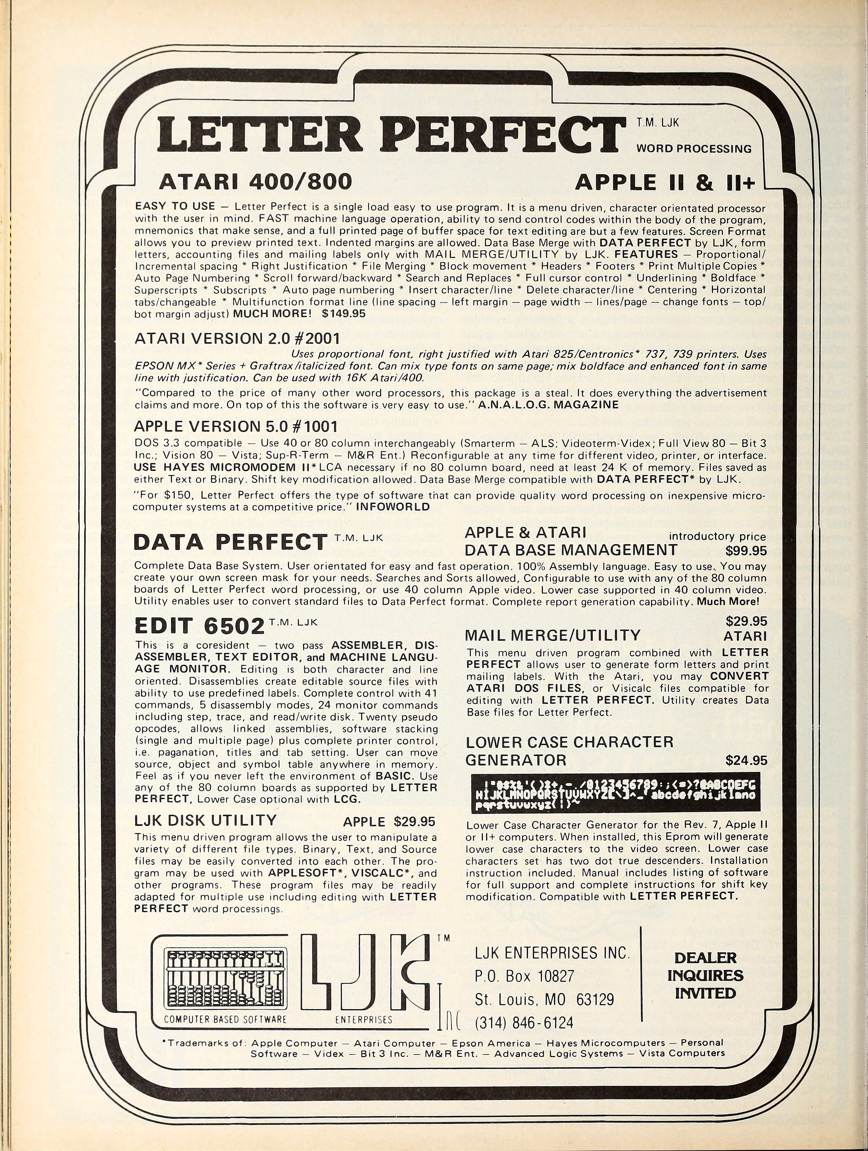 LETTER PERFECT T.M. LJK
WORD PROCESSING
ATARI 400/800 APPLE II & II+
EASY TO USE — Letter Perfect is a single load easy to use program. It is a menu driven, character orientated processor
with the user in mind. FAST machine language operation, ability to send control codes within the body of the program,
mnemonics that make sense, and a full printed page of buffer space for text editing are but a few features. Screen Format
allows you to preview printed text. Indented margins are allowed. Data Base Merge with DATA PERFECT by LJK, form
letters, accounting files and mailing labels only with MAIL MERGE/UTILITY by LJK. FEATURES — Proportional/
Incremental spacing * Right Justification * File Merging * Block movement * Headers * Footers * Print Multiple Copies *
Auto Page Numbering * Scroll forward/backward * Search and Replaces * Full cursor control * Underlining * Boldface *
Superscripts * Subscripts * Auto page numbering * Insert character/line * Delete character/line * Centering * Horizontal
tabs/changeable * Multifunction format line (line spacing — left margin — page width — lines/page — change fonts — top/
bot margin adjust) MUCH MORE! $149.95
ATARI VERSION 2.0 #2001
Uses proportional font, right justified with Atari 825/Centronics* 737, 739 printers. Uses
EPSON MX* Series + Graftrax/italicized font. Can mix type fonts on same page; mix boldface and enhanced font in same
line with justification. Can be used with 16K Atari/400.
"Compared to the price of many other word processors, this package is a steal. It does everything the advertisement
claims and more. On top of this the software is very easy to use." A.N.A.L.O.G. MAGAZINE
APPLE VERSION 5.0 #1001
DOS 3.3 compatible — Use 40 or 80 column interchangeably (Smarterm — ALS; Videoterm-Videx; Full View 80 — Bit 3
Inc.; Vision 80 — Vista; Sup-R-Term — M&R Ent.) Reconfigurable at any time for different video, printer, or interface.
USE HAYES MICROMODEM II* LCA necessary if no 80 column board, need at least 24 K of memory. Files saved as
either Text or Binary. Shift key modification allowed. Data Base Merge compatible with DATA PERFECT* by LJK.
"For $150, Letter Perfect offers the type of software that can provide quality word processing on inexpensive micro-
computer systems at a competitive price." INFOWORLD
DATA PERFECT T.M. LJK
APPLE & ATARI introductory price
DATA BASE MANAGEMENT $99.95
Complete Data Base System. User orientated for easy and fast operation. 100% Assembly language. Easy to use. You may
create your own screen mask for your needs. Searches and Sorts allowed, Configurable to use with any of the 80 column
boards of Letter Perfect word processing, or use 40 column Apple video. Lower case supported in 40 column video.
Utility enables user to convert standard files to Data Perfect format. Complete report generation capability. Much More!
EDIT 6502 T.M. LJK
This is a coresident — two pass ASSEMBLER, DIS-
ASSEMBLER, TEXT EDITOR, and MACHINE LANGU-
AGE MONITOR. Editing is both character and line
oriented. Disassemblies create editable source files with
ability to use predefined labels. Complete control with 41
commands, 5 disassembly modes, 24 monitor commands
including step, trace, and read/write disk. Twenty pseudo
opcodes, allows linked assemblies, software stacking
(single and multiple page) plus complete printer control,
i.e. paganation, titles and tab setting. User can move
source, object and symbol table anywhere in memory.
Feel as if you never left the environment of BASIC. Use
any of the 80 column boards as supported by LETTER
PERFECT, Lower Case optional with LCG.
LJK DISK UTILITY APPLE $29.95
This menu driven program allows the user to manipulate a
variety of different file types. Binary, Text, and Source
files may be easily converted into each other. The pro-
gram may be used with APPLESOFT*, VISCALC*, and
other programs. These program files may be readily
adapted for multiple use including editing with LETTER
PERFECT word processings.
$29.95
MAIL MERGE/UTILITY ATARI
This menu driven program combined with LETTER
PERFECT allows user to generate form letters and print
mailing labels. With the Atari, you may CONVERT
ATARI DOS FILES, or Visicalc files compatible for
editing with LETTER PERFECT. Utility creates Data
Base files for Letter Perfect.
LOWER CASE CHARACTER
GENERATOR $24.95
!"#$%&'()*+,-./0123456789:;<=>?@ABCDEFG
HIJKLMNOPQRSTUVWXYZ[\]^_`abcdefghijklmno
pqrstuvwxyz{|}~
Lower Case Character Generator for the Rev. 7, Apple II
or II+ computers. When installed, this Eprom will generate
lower case characters to the video screen. Lower case
characters set has two dot true descenders. Installation
instruction included. Manual includes listing of software
for full support and complete instructions for shift key
modification. Compatible with LETTER PERFECT.
LJK TM
COMPUTER BASED SOFTWARE ENTERPRISES Inc
LJK ENTERPRISES INC.
P.O. Box 10827
St. Louis, MO 63129
(314) 846-6124
DEALER
INQUIRES
INVITED
*Trademarks of: Apple Computer — Atari Computer — Epson America — Hayes Microcomputers — Personal
Software — Videx — Bit 3 Inc. — M&R Ent. — Advanced Logic Systems — Vista Computers